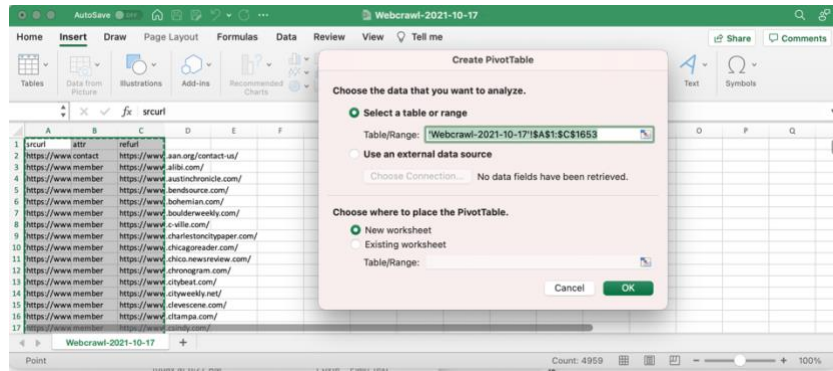 AutoSave
Webcrawl-2021-10-17
Home Insert Draw Page Layout Formulas Data Review View Tell me
Share Comments
Tables
Data from Picture
Illustrations
Add-ins
Recommended Charts
Text
Symbols
fx srcurl
A B C D E F O P Q
1 srcurl attr refurl
2 https://www contact https://www.aan.org/contact-us/
3 https://www member https://www.alibi.com/
4 https://www member https://www.austinchronicle.com/
5 https://www member https://www.bendsource.com/
6 https://www member https://www.bohemian.com/
7 https://www member https://www.boulderweekly.com/
8 https://www member https://www.c-ville.com/
9 https://www member https://www.charlestoncitypaper.com/
10 https://www member https://www.chicagoreader.com/
11 https://www member https://www.chico.newsreview.com/
12 https://www member https://www.chronogram.com/
13 https://www member https://www.citybeat.com/
14 https://www member https://www.cityweekly.net/
15 https://www member https://www.clevescene.com/
16 https://www member https://www.cltampa.com/
17 https://www member https://www.csindy.com/
Create PivotTable
Choose the data that you want to analyze.
Select a table or range
Table/Range: 'Webcrawl-2021-10-17'!$A$1:$C$1653
Use an external data source
Choose Connection... No data fields have been retrieved.
Choose where to place the PivotTable.
New worksheet
Existing worksheet
Table/Range:
Cancel OK
Webcrawl-2021-10-17 +
Point Count: 4959 100%